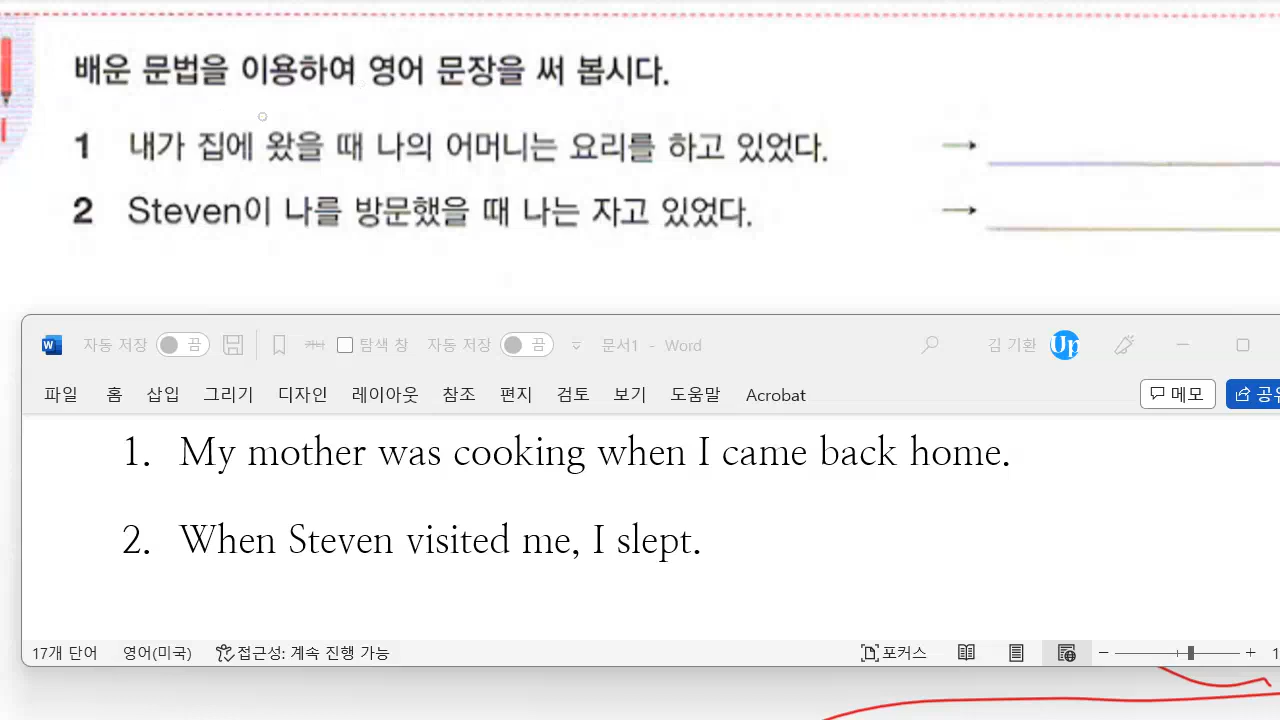 배운 문법을 이용하여 영어 문장을 써 봅시다.
1 내가 집에 왔을 때 나의 어머니는 요리를 하고 있었다. →
2 Steven이 나를 방문했을 때 나는 자고 있었다. →
자동 저장 끔 가나 탐색 창 자동 저장 끔 문서1 - Word 김 기환 Up
파일 홈 삽입 그리기 디자인 레이아웃 참조 편지 검토 보기 도움말 Acrobat 메모
1. My mother was cooking when I came back home.
2. When Steven visited me, I slept.
17개 단어 영어(미국) 접근성: 계속 진행 가능 포커스